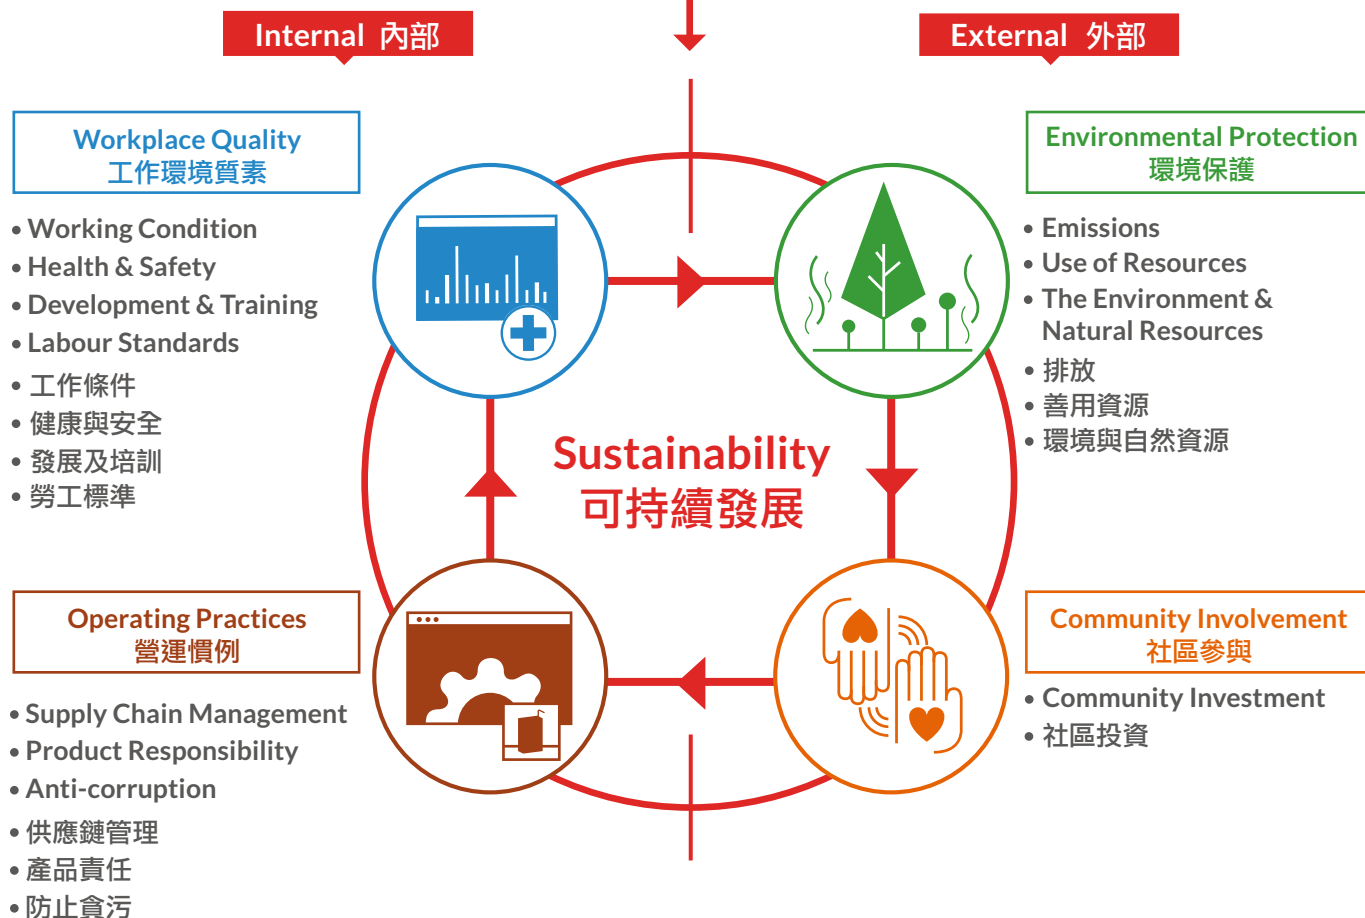 Internal 內部
External 外部
Workplace Quality
工作環境質素
• Working Condition
• Health & Safety
• Development & Training
• Labour Standards
• 工作條件
• 健康與安全
• 發展及培訓
• 勞工標準
Environmental Protection
環境保護
• Emissions
• Use of Resources
• The Environment &
Natural Resources
• 排放
• 善用資源
• 環境與自然資源
Sustainability
可持續發展
Operating Practices
營運慣例
• Supply Chain Management
• Product Responsibility
• Anti-corruption
• 供應鏈管理
• 產品責任
• 防止貪污
Community Involvement
社區參與
• Community Investment
• 社區投資